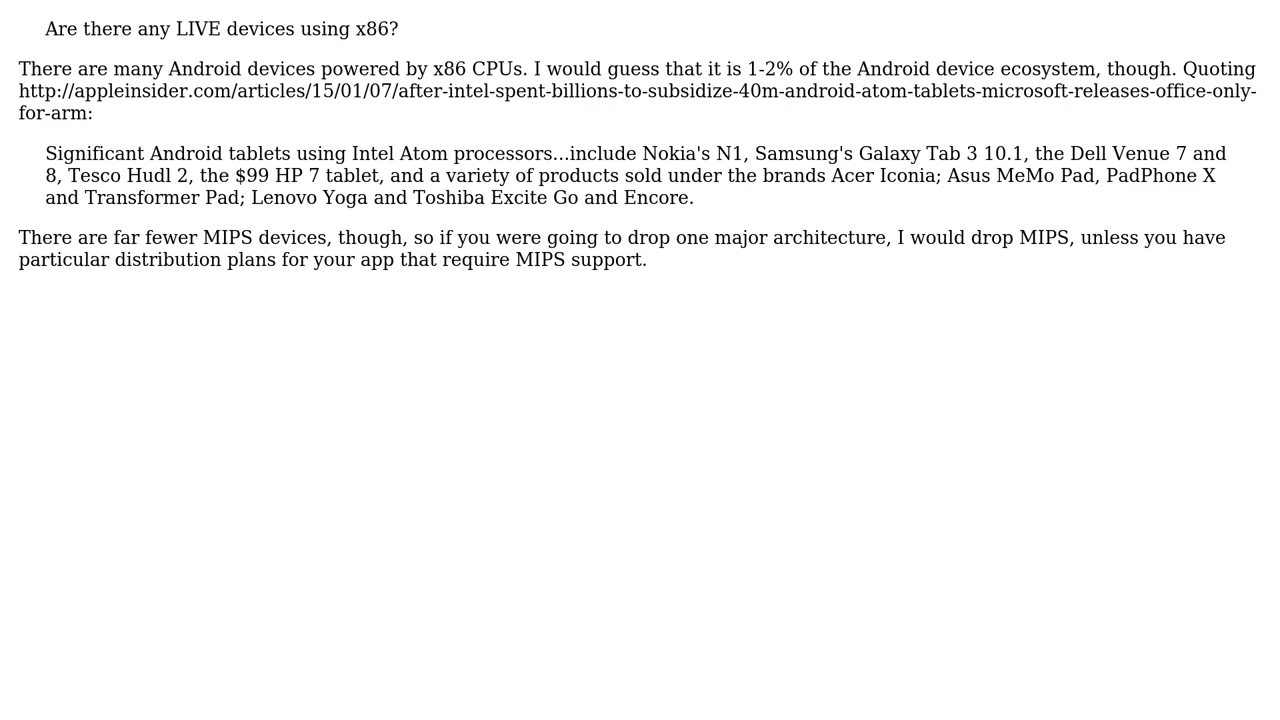 Are there any LIVE devices using x86?
There are many Android devices powered by x86 CPUs. I would guess that it is 1-2% of the Android device ecosystem, though. Quoting
http://appleinsider.com/articles/15/01/07/after-intel-spent-billions-to-subsidize-40m-android-atom-tablets-microsoft-releases-office-only-
for-arm:
Significant Android tablets using Intel Atom processors...include Nokia's N1, Samsung's Galaxy Tab 3 10.1, the Dell Venue 7 and
8, Tesco Hudl 2, the $99 HP 7 tablet, and a variety of products sold under the brands Acer Iconia; Asus MeMo Pad, PadPhone X
and Transformer Pad; Lenovo Yoga and Toshiba Excite Go and Encore.
There are far fewer MIPS devices, though, so if you were going to drop one major architecture, I would drop MIPS, unless you have
particular distribution plans for your app that require MIPS support.